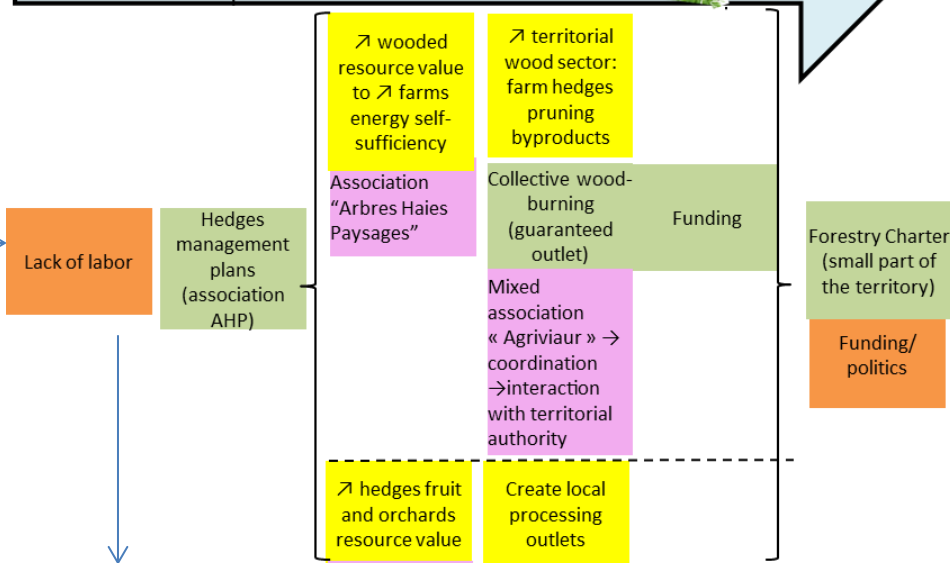 Lack of labor
Hedges
management
plans
(association
AHP)
↗ wooded
resource value
to ↗ farms
energy self-
sufficiency
Association
“Arbres Haies
Paysages”
↗ territorial
wood sector:
farm hedges
pruning
byproducts
Collective wood-
burning
(guaranteed
outlet)
Funding
Mixed
association
« Agriviaur » →
coordination
→interaction
with territorial
authority
↗ hedges fruit
and orchards
resource value
Create local
processing
outlets
Forestry Charter
(small part of
the territory)
Funding/
politics